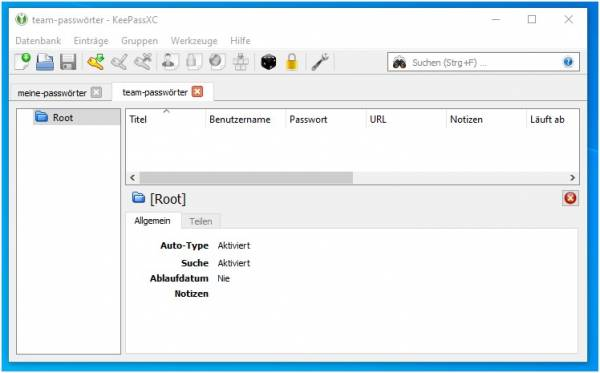 team-passwörter - KeePassXC
Datenbank Einträge Gruppen Werkzeuge Hilfe
Suchen (Strg+F) ...
meine-passwörter team-passwörter
Root
Titel Benutzername Passwort URL Notizen Läuft ab
[Root]
Allgemein Teilen
Auto-Type Aktiviert
Suche Aktiviert
Ablaufdatum Nie
Notizen